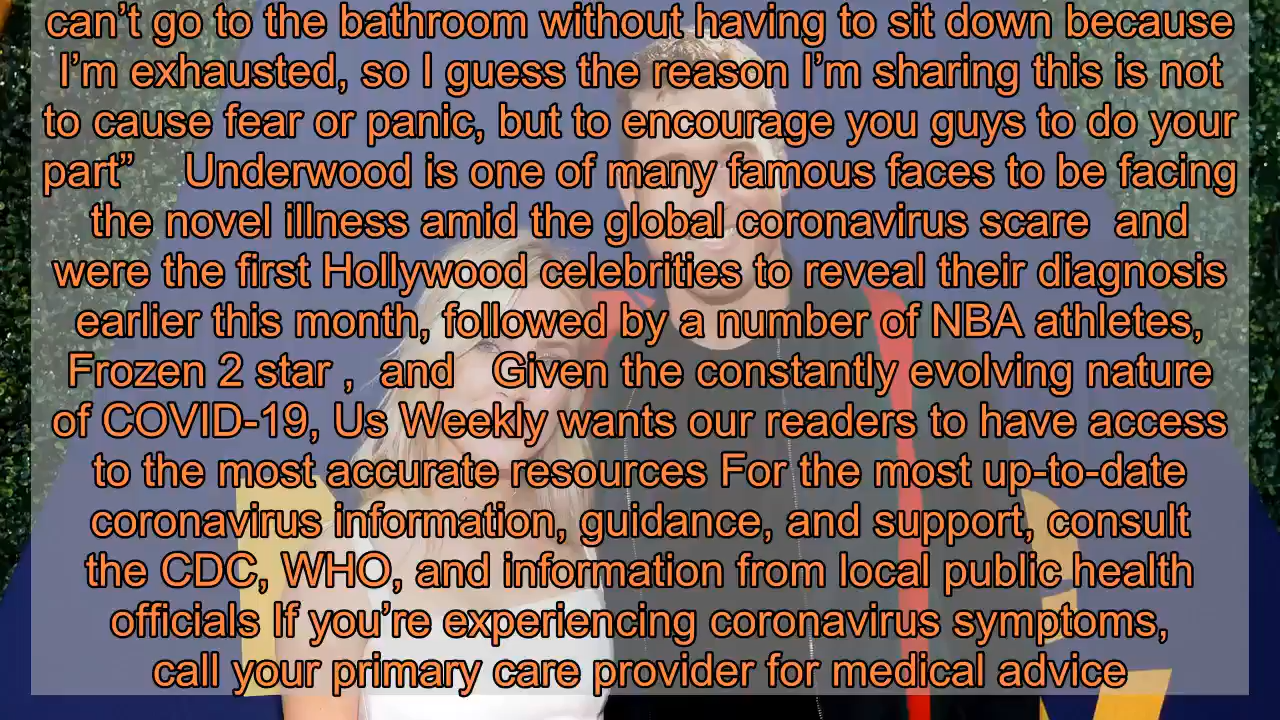 can’t go to the bathroom without having to sit down because
I’m exhausted, so I guess the reason I’m sharing this is not
to cause fear or panic, but to encourage you guys to do your
part” Underwood is one of many famous faces to be facing
the novel illness amid the global coronavirus scare and
were the first Hollywood celebrities to reveal their diagnosis
earlier this month, followed by a number of NBA athletes,
Frozen 2 star , and Given the constantly evolving nature
of COVID-19, Us Weekly wants our readers to have access
to the most accurate resources For the most up-to-date
coronavirus information, guidance, and support, consult
the CDC, WHO, and information from local public health
officials If you’re experiencing coronavirus symptoms,
call your primary care provider for medical advice